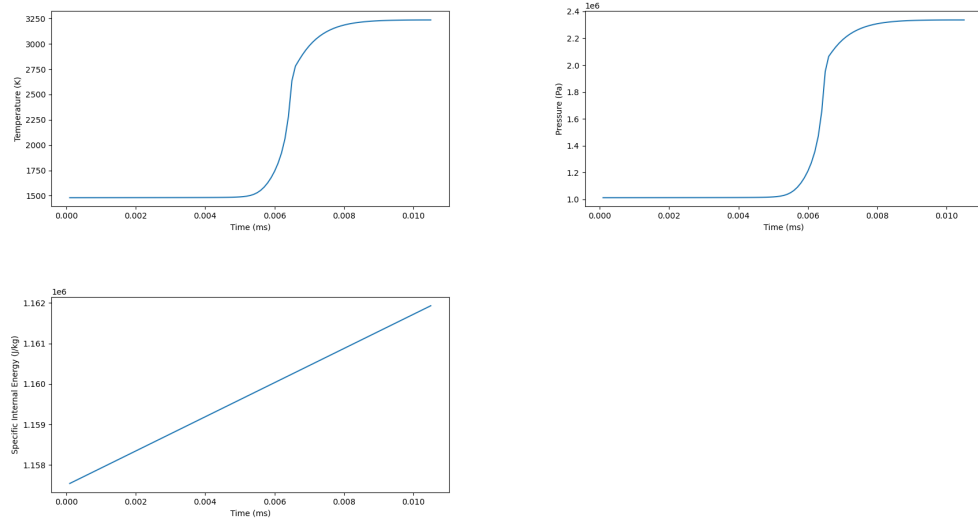 3250
3000
2750
2500
2250
2000
1750
1500
Temperature (K)
0.000 0.002 0.004 0.006 0.008 0.010
Time (ms)
1e6
2.4
2.2
2.0
1.8
1.6
1.4
1.2
1.0
Pressure (Pa)
0.000 0.002 0.004 0.006 0.008 0.010
Time (ms)
1e6
1.162
1.161
1.160
1.159
1.158
Specific Internal Energy (J/kg)
0.000 0.002 0.004 0.006 0.008 0.010
Time (ms)